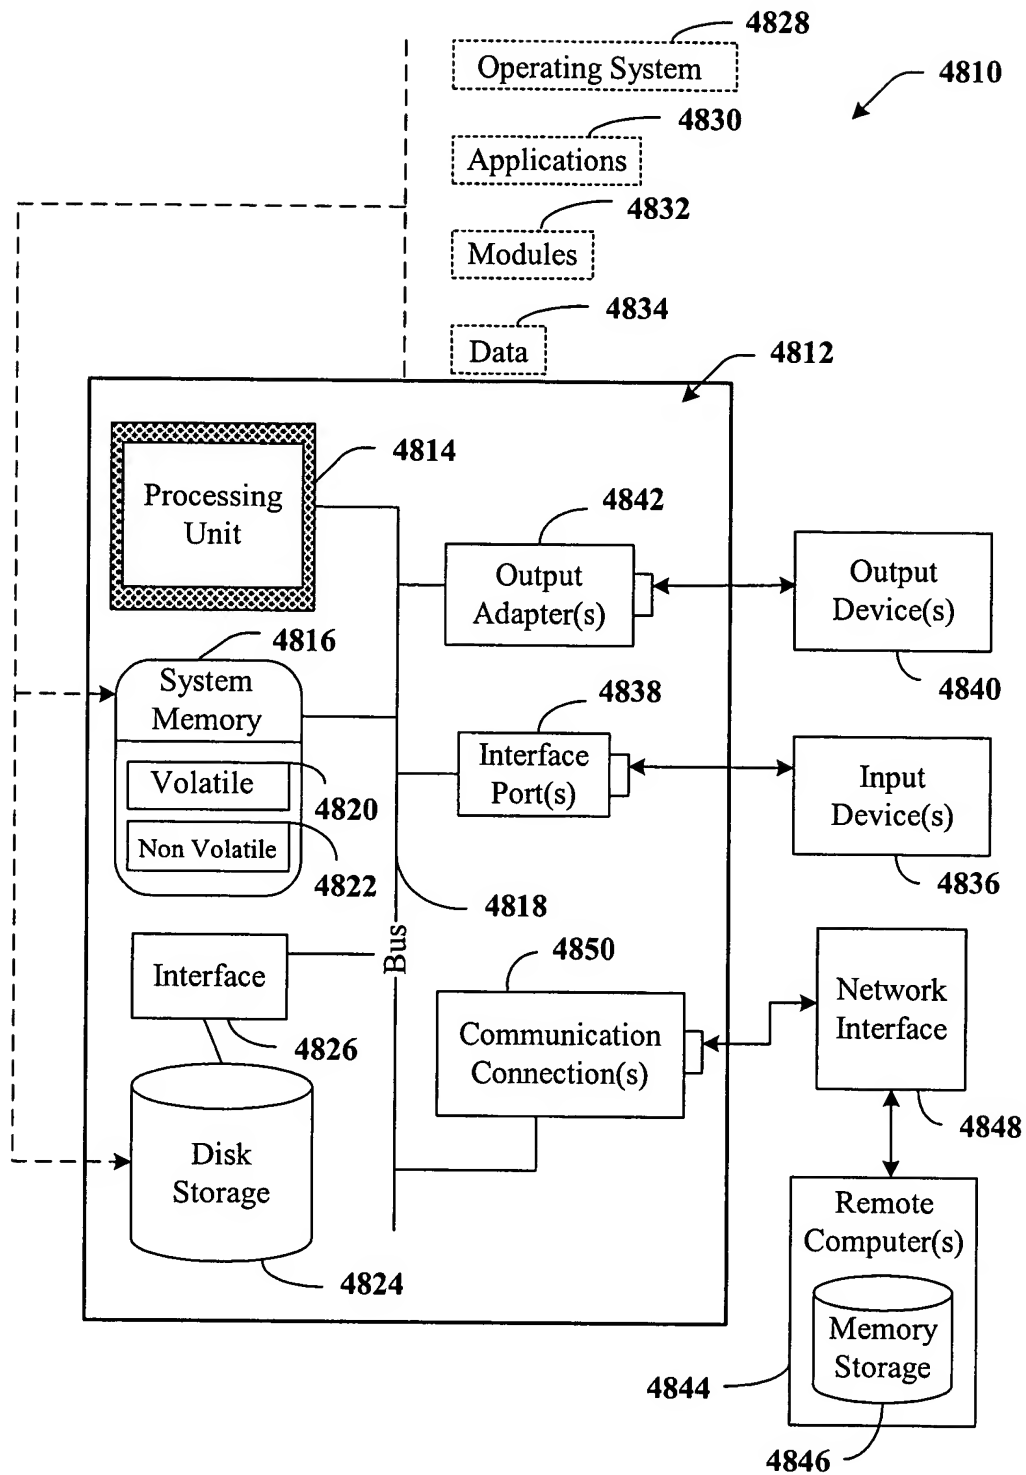 4828
Operating System
4810
4830
Applications
4832
Modules
4834
Data
4812
4814
Processing
Unit
4842
Output
Adapter(s)
Output
Device(s)
4840
4816
System
Memory
Volatile
4820
Non Volatile
4822
4838
Interface
Port(s)
Input
Device(s)
4836
4818
Bus
Interface
4826
4850
Communication
Connection(s)
Network
Interface
4848
Disk
Storage
4824
Remote
Computer(s)
Memory
Storage
4844
4846